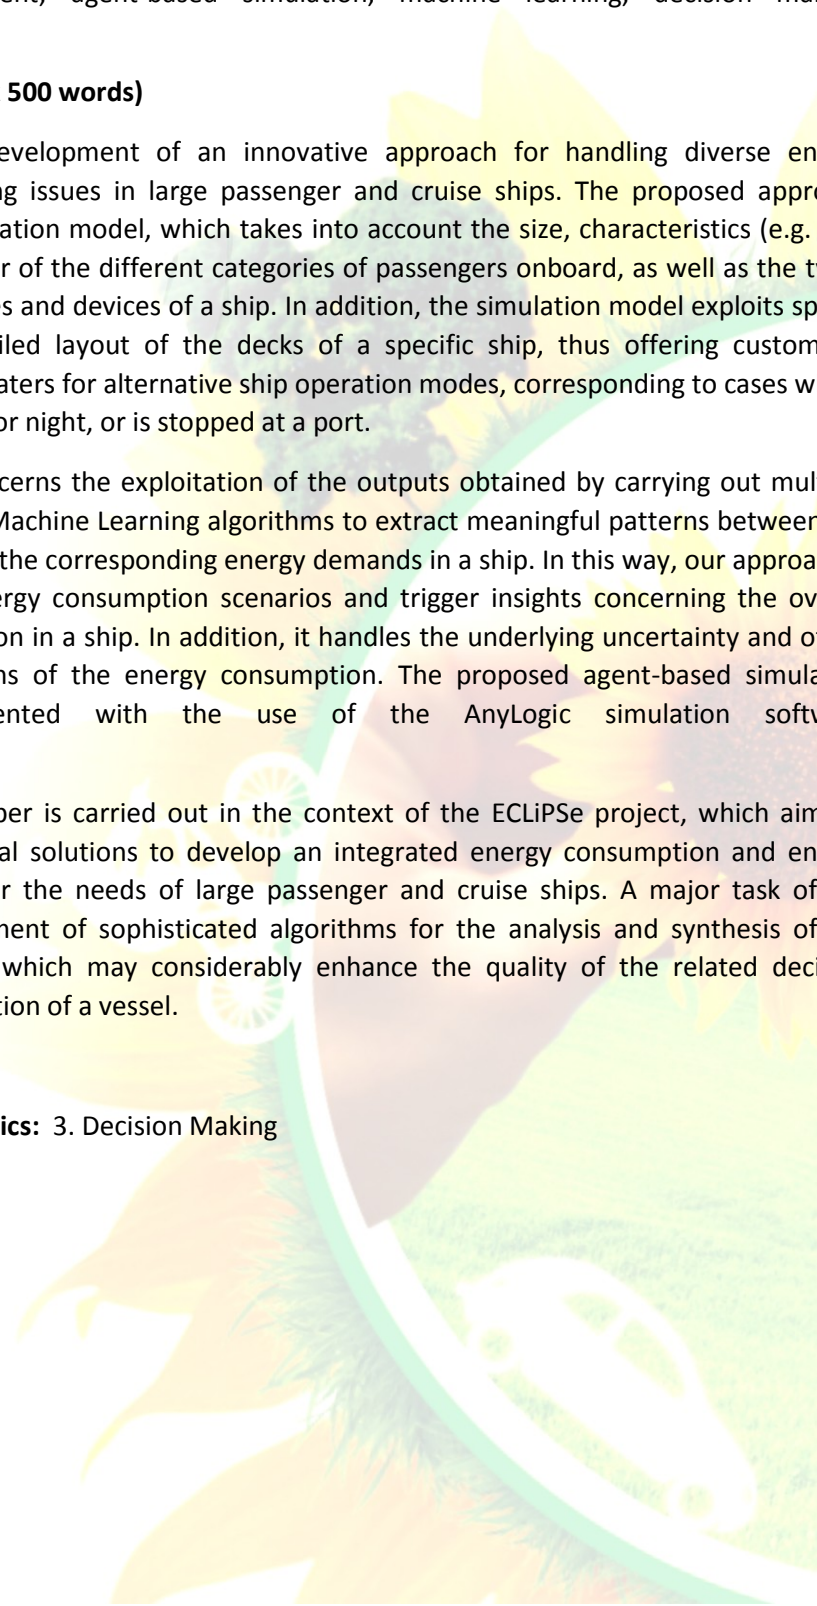 ent, agent-based simulation, machine learning, decision ma
500 words)
evelopment of an innovative approach for handling diverse en
ng issues in large passenger and cruise ships. The proposed appr
ation model, which takes into account the size, characteristics (e.g.
r of the different categories of passengers onboard, as well as the t
es and devices of a ship. In addition, the simulation model exploits sp
iled layout of the decks of a specific ship, thus offering custom
aters for alternative ship operation modes, corresponding to cases w
or night, or is stopped at a port.
cerns the exploitation of the outputs obtained by carrying out mul
Machine Learning algorithms to extract meaningful patterns between
the corresponding energy demands in a ship. In this way, our approa
ergy consumption scenarios and trigger insights concerning the ov
on in a ship. In addition, it handles the underlying uncertainty and o
ns of the energy consumption. The proposed agent-based simula
ented with the use of the AnyLogic simulation softw
per is carried out in the context of the ECLiPSe project, which aim
al solutions to develop an integrated energy consumption and en
r the needs of large passenger and cruise ships. A major task of
ment of sophisticated algorithms for the analysis and synthesis of
which may considerably enhance the quality of the related deci
tion of a vessel.
ics: 3. Decision Making